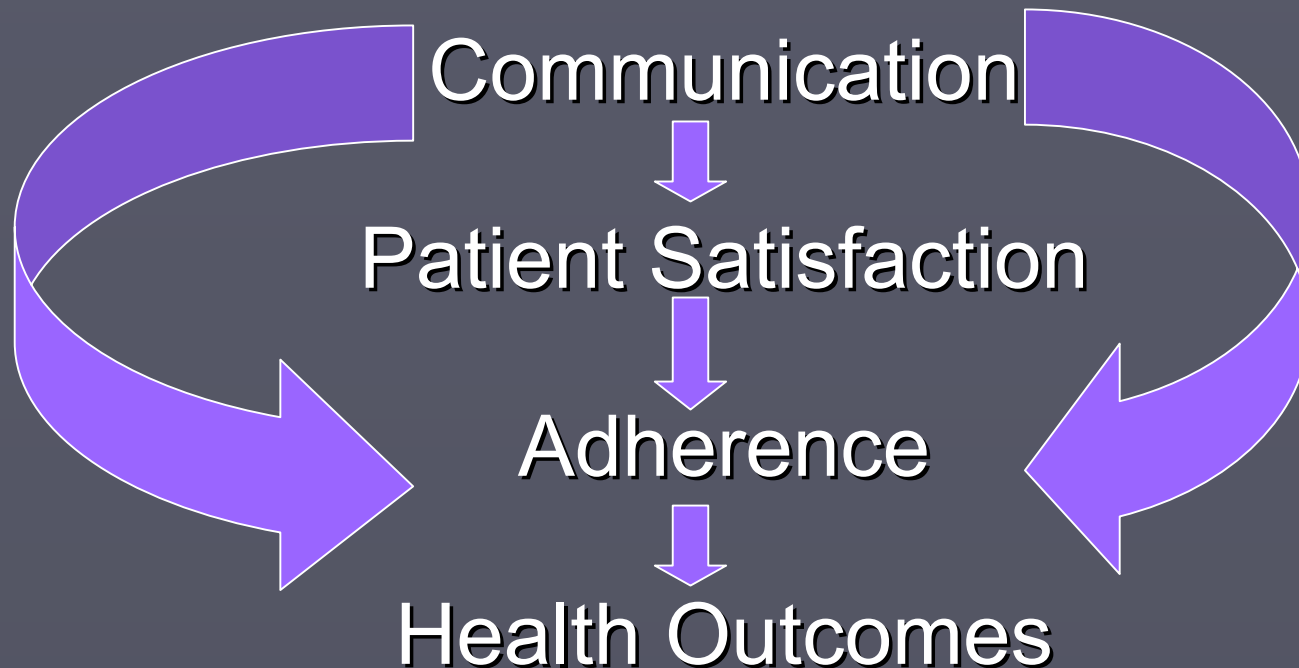 Communication
Patient Satisfaction
Adherence
Health Outcomes